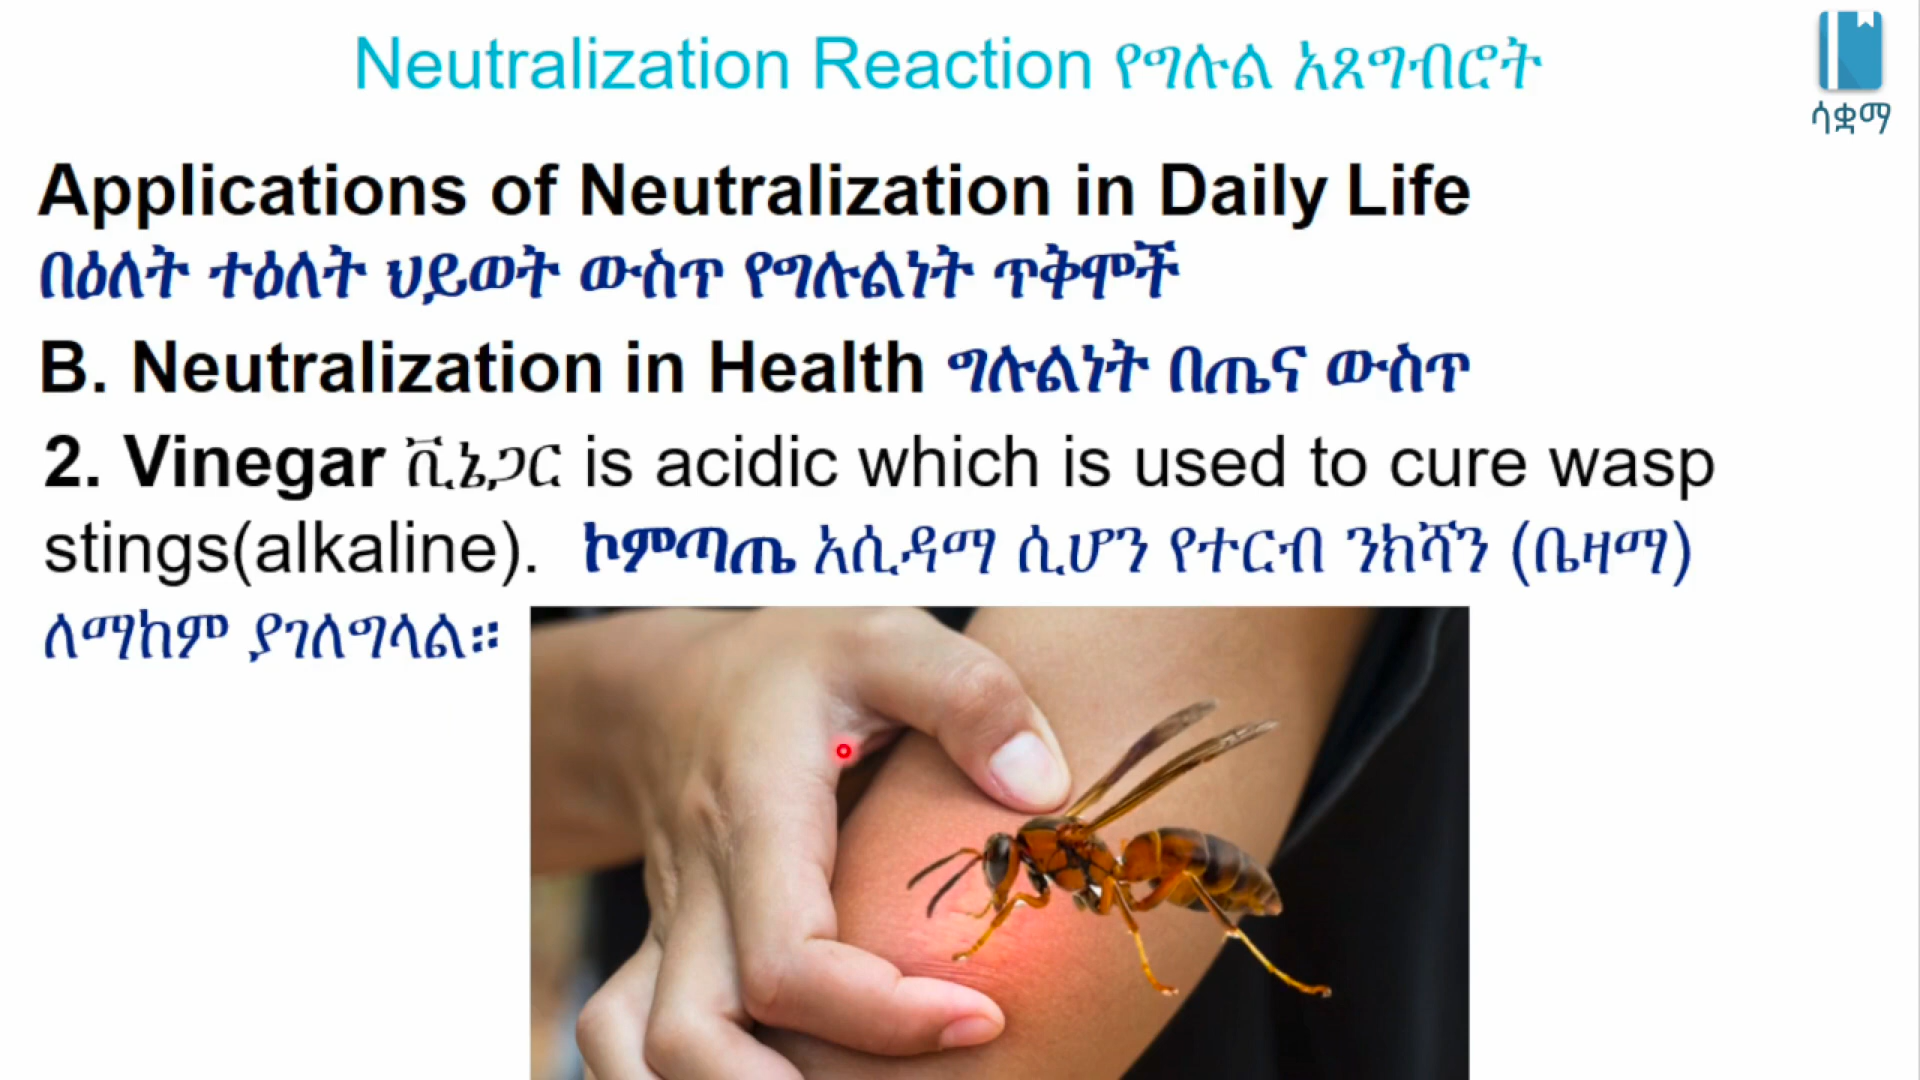 Neutralization Reaction የግሉል አጸግብሮት
ሳቋማ
Applications of Neutralization in Daily Life
በዕለት ተዕለት ህይወት ውስጥ የግሉልነት ጥቅሞች
B. Neutralization in Health ግሉልነት በጤና ውስጥ
2. Vinegar ቪኔጋር is acidic which is used to cure wasp
stings(alkaline). ኮምጣጤ አሲዳማ ሲሆን የተርብ ንክሻን (ቤዛማ)
ለማከም ያገለግላል።